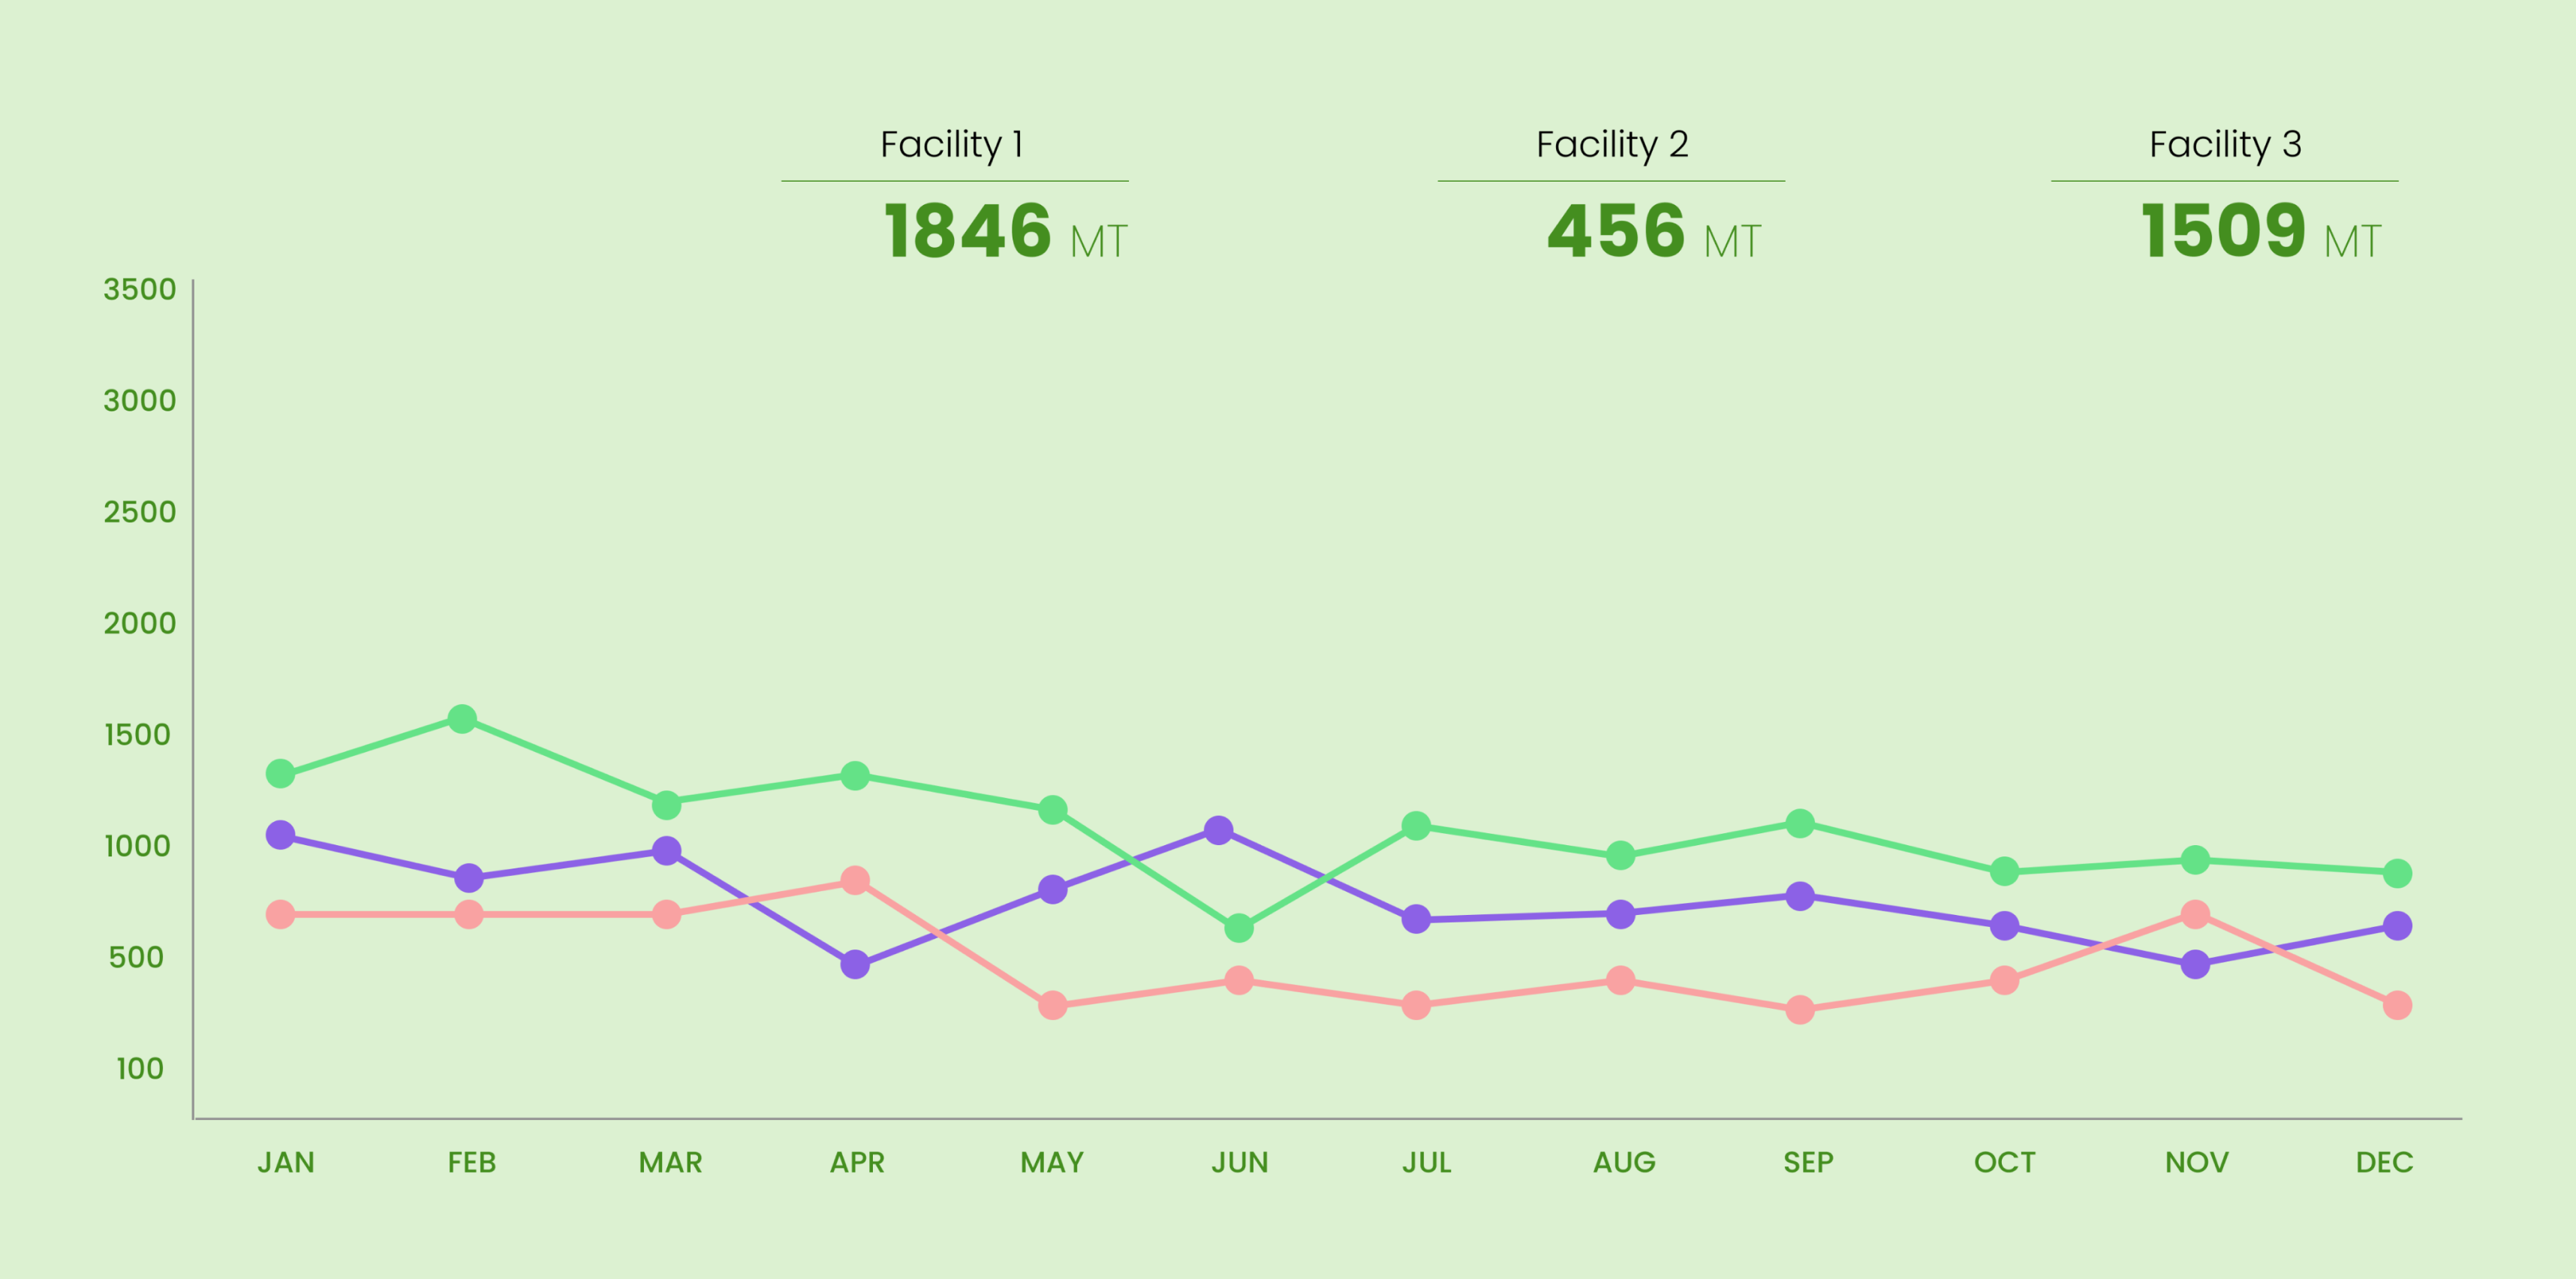 Facility 1 Facility 2 Facility 3
1846 MT 456 MT 1509 MT
3500
3000
2500
2000
1500
1000
500
100
JAN FEB MAR APR MAY JUN JUL AUG SEP OCT NOV DEC